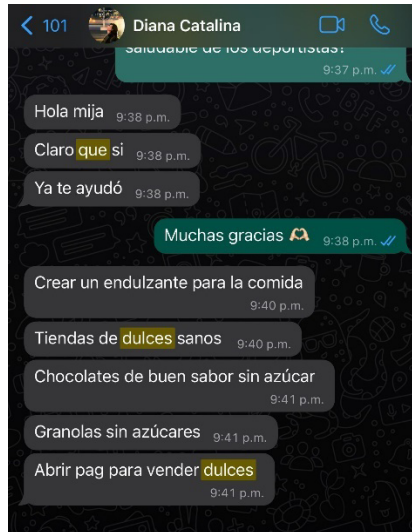 101 Diana Catalina
saludable de los deportistas?
9:37 p.m.
Hola mija 9:38 p.m.
Claro que si 9:38 p.m.
Ya te ayudó 9:38 p.m.
Muchas gracias 🫶🏻 9:38 p.m.
Crear un endulzante para la comida
9:40 p.m.
Tiendas de dulces sanos 9:40 p.m.
Chocolates de buen sabor sin azúcar
9:41 p.m.
Granolas sin azúcares 9:41 p.m.
Abrir pag para vender dulces
9:41 p.m.